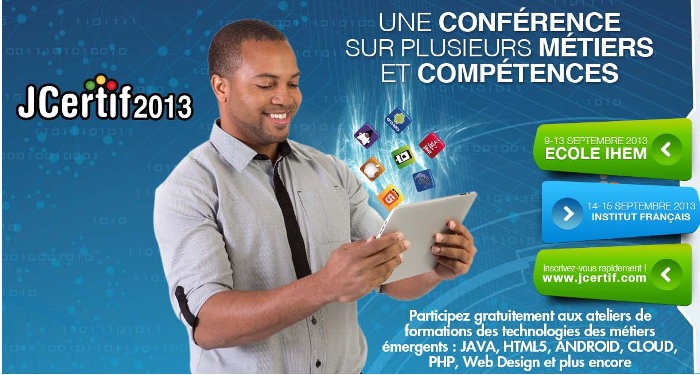 UNE CONFÉRENCE
SUR PLUSIEURS MÉTIERS
ET COMPÉTENCES
JCertif2013
9-13 SEPTEMBRE 2013
ECOLE IHEM
14-15 SEPTEMBRE 2013
INSTITUT FRANÇAIS
Inscrivez-vous rapidement !
www.jcertif.com
Participez gratuitement aux ateliers de
formations des technologies des métiers
émergents : JAVA, HTML5, ANDROID, CLOUD,
PHP, Web Design et plus encore